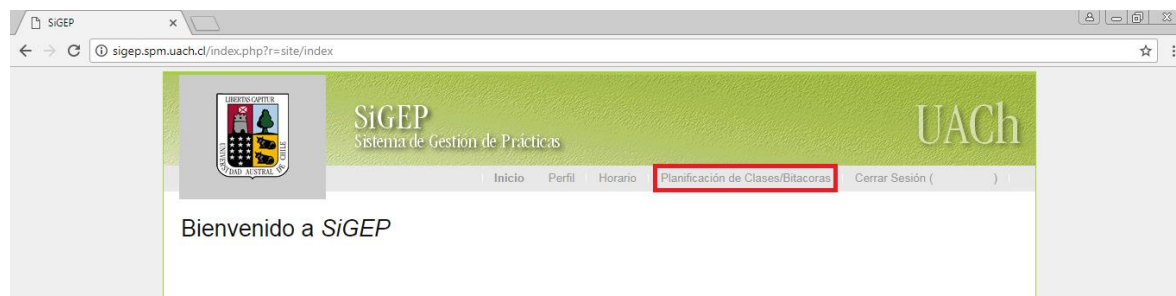 SiGEP
sigep.spm.uach.cl/index.php?r=site/index
LIBERTAS CAPITUR
UNIVERSIDAD AUSTRAL DE CHILE
SiGEP
Sistema de Gestión de Prácticas
UACh
Inicio Perfil Horario Planificación de Clases/Bitacoras Cerrar Sesión ( )
Bienvenido a SiGEP